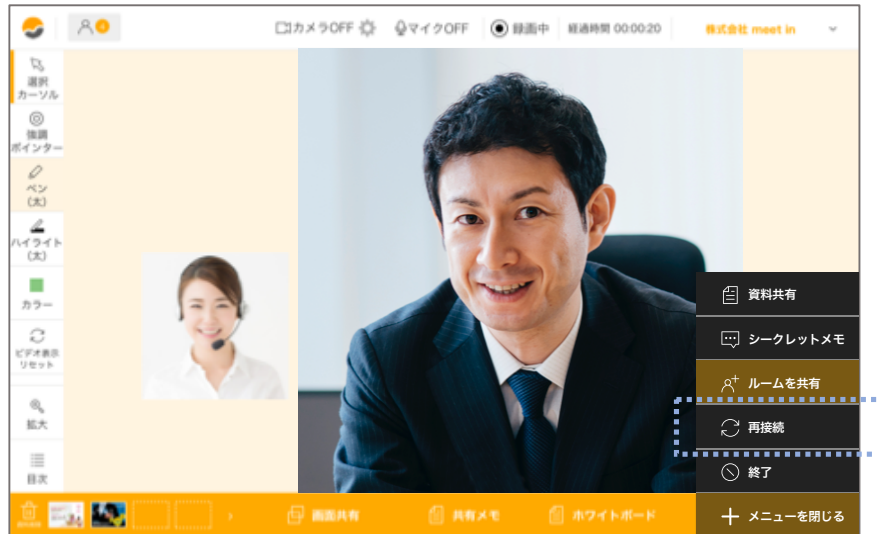 4
カメラOFF
マイクOFF
録画中
経過時間 00:00:20
株式会社 meet in
選択
カーソル
強調
ポインター
ペン
(太)
ハイライト
(太)
カラー
ビデオ表示
リセット
拡大
目次
資料共有
シークレットメモ
ルームを共有
再接続
終了
メニューを閉じる
画面共有
共有メモ
ホワイトボード